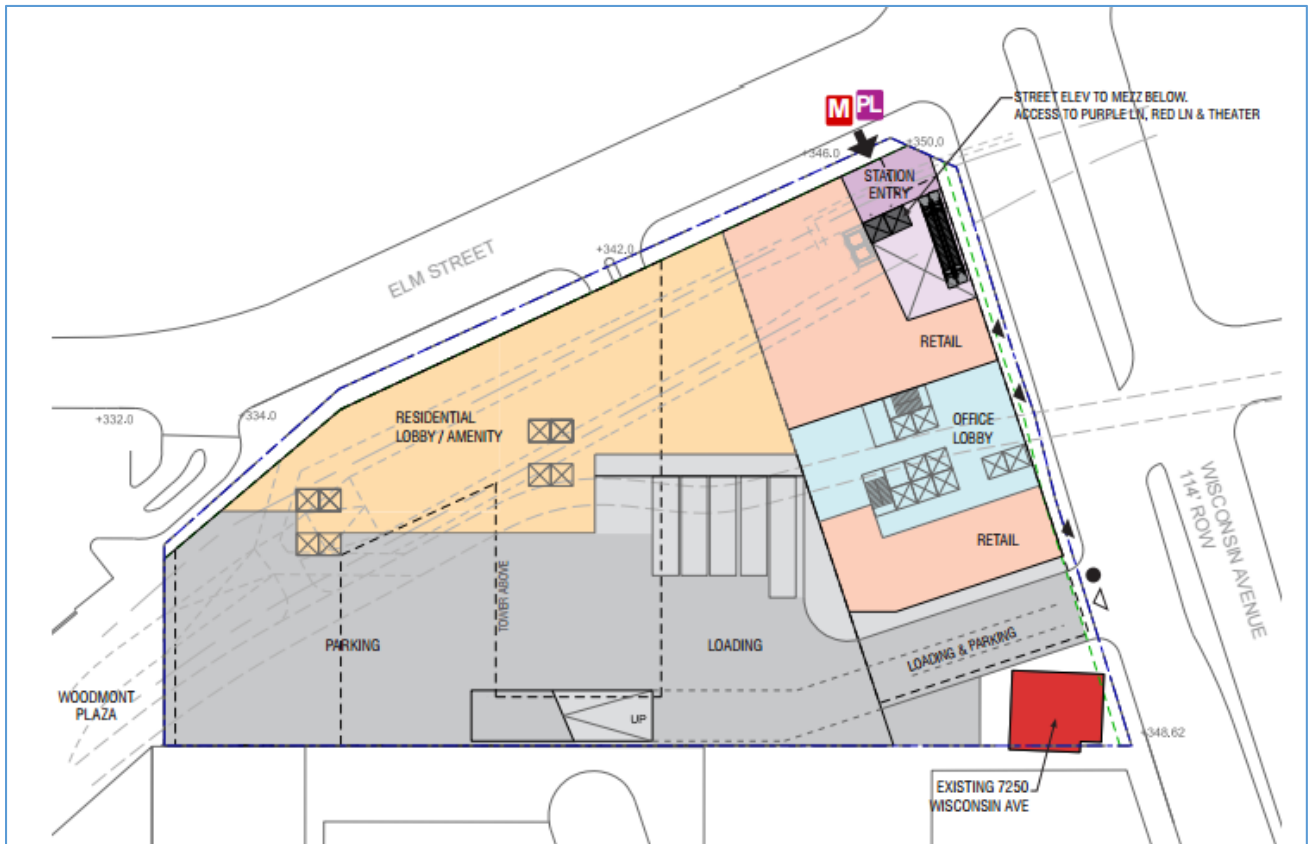 M PL
STREET ELEV TO MEZZ BELOW.
ACCESS TO PURPLE LN, RED LN & THEATER
+346.0
+350.0
STATION
ENTRY
ELM STREET
+342.0
RETAIL
+332.0
+334.0
RESIDENTIAL
LOBBY / AMENITY
OFFICE
LOBBY
WISCONSIN AVENUE
114' ROW
RETAIL
TOWER ABOVE
PARKING
LOADING
LOADING & PARKING
WOODMONT
PLAZA
UP
+348.62
EXISTING 7250
WISCONSIN AVE